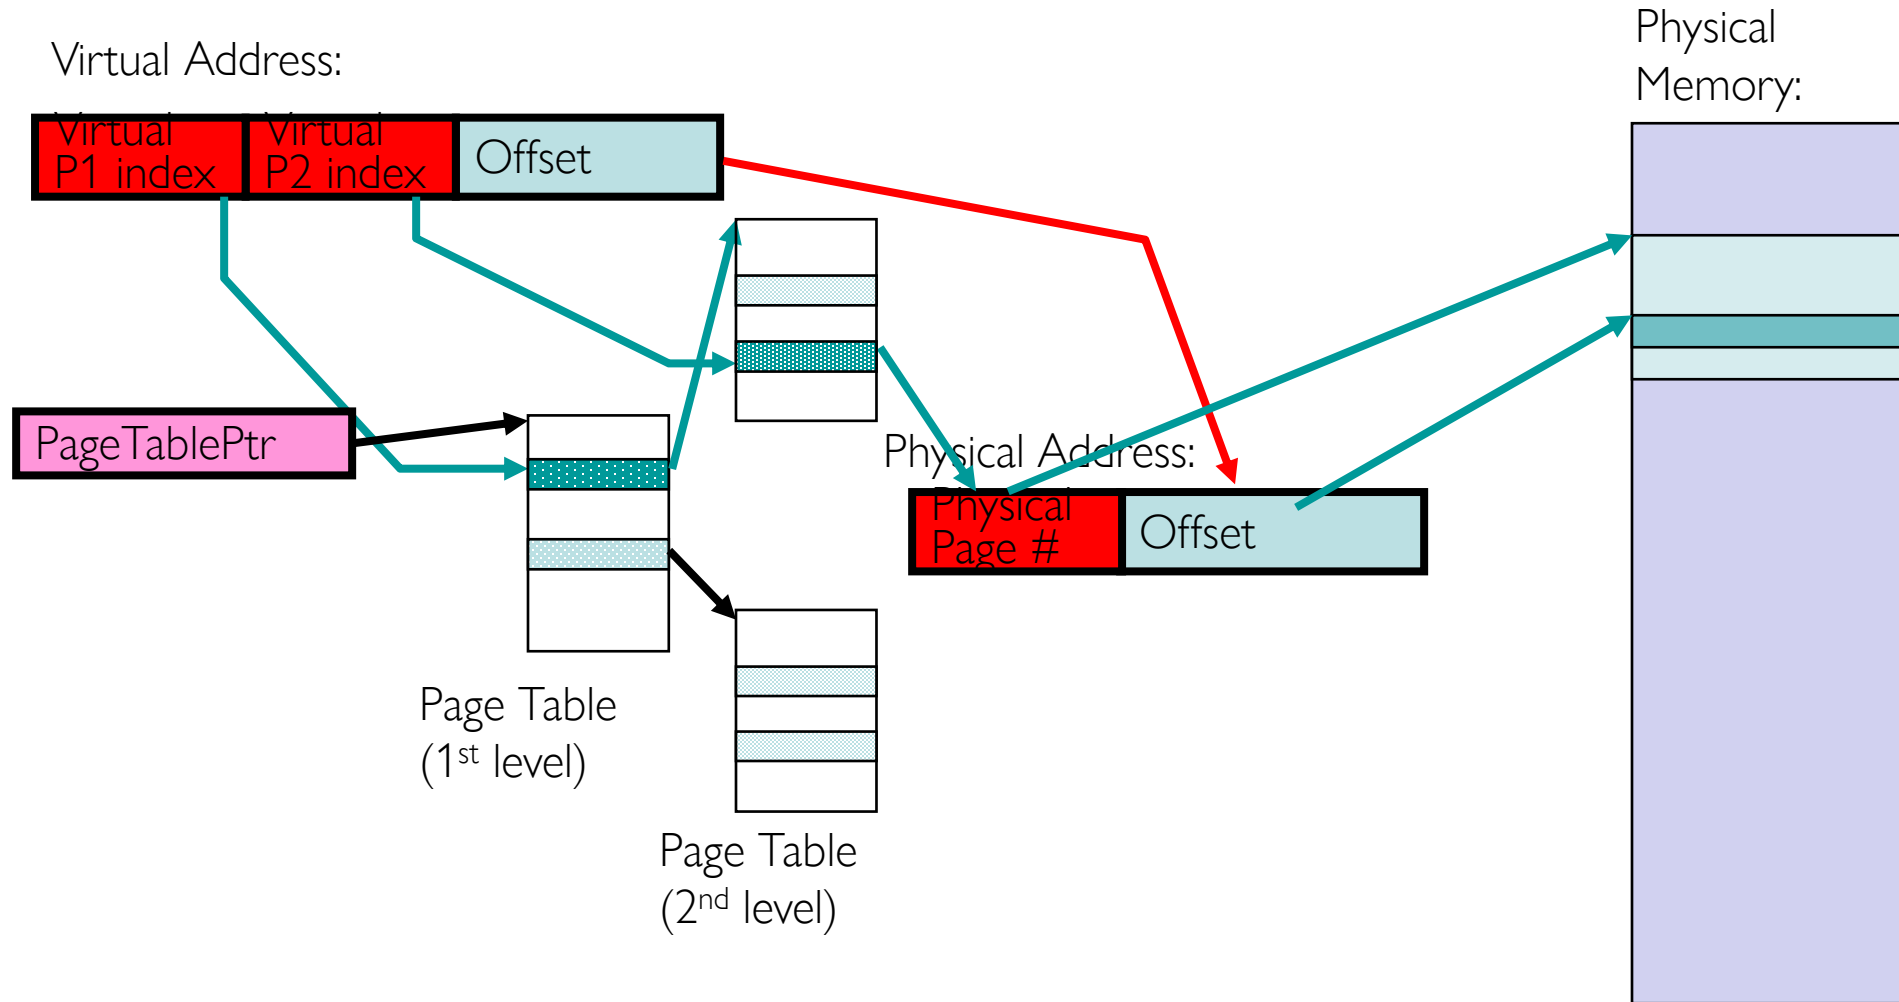 Virtual Address:
Virtual
P1 index
Virtual
P2 index
Offset
Physical
Memory:
PageTablePtr
Physical Address:
Physical
Page #
Offset
Page Table
(1st level)
Page Table
(2nd level)